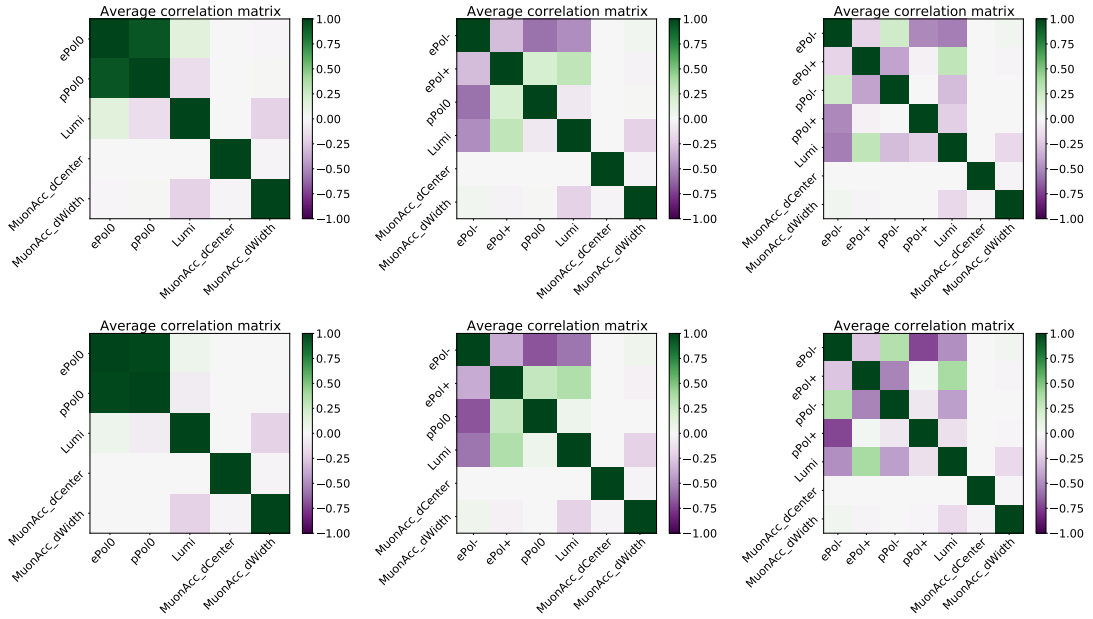 Average correlation matrix
ePol0
pPol0
Lumi
MuonAcc_dCenter
MuonAcc_dWidth
ePol0
pPol0
Lumi
MuonAcc_dCenter
MuonAcc_dWidth
1.00
0.75
0.50
0.25
0.00
−0.25
−0.50
−0.75
−1.00
Average correlation matrix
ePol-
ePol+
pPol0
Lumi
MuonAcc_dCenter
MuonAcc_dWidth
ePol-
ePol+
pPol0
Lumi
MuonAcc_dCenter
MuonAcc_dWidth
1.00
0.75
0.50
0.25
0.00
−0.25
−0.50
−0.75
−1.00
Average correlation matrix
ePol-
ePol+
pPol-
pPol+
Lumi
MuonAcc_dCenter
MuonAcc_dWidth
ePol-
ePol+
pPol-
pPol+
Lumi
MuonAcc_dCenter
MuonAcc_dWidth
1.00
0.75
0.50
0.25
0.00
−0.25
−0.50
−0.75
−1.00
Average correlation matrix
ePol0
pPol0
Lumi
MuonAcc_dCenter
MuonAcc_dWidth
ePol0
pPol0
Lumi
MuonAcc_dCenter
MuonAcc_dWidth
1.00
0.75
0.50
0.25
0.00
−0.25
−0.50
−0.75
−1.00
Average correlation matrix
ePol-
ePol+
pPol0
Lumi
MuonAcc_dCenter
MuonAcc_dWidth
ePol-
ePol+
pPol0
Lumi
MuonAcc_dCenter
MuonAcc_dWidth
1.00
0.75
0.50
0.25
0.00
−0.25
−0.50
−0.75
−1.00
Average correlation matrix
ePol-
ePol+
pPol-
pPol+
Lumi
MuonAcc_dCenter
MuonAcc_dWidth
ePol-
ePol+
pPol-
pPol+
Lumi
MuonAcc_dCenter
MuonAcc_dWidth
1.00
0.75
0.50
0.25
0.00
−0.25
−0.50
−0.75
−1.00